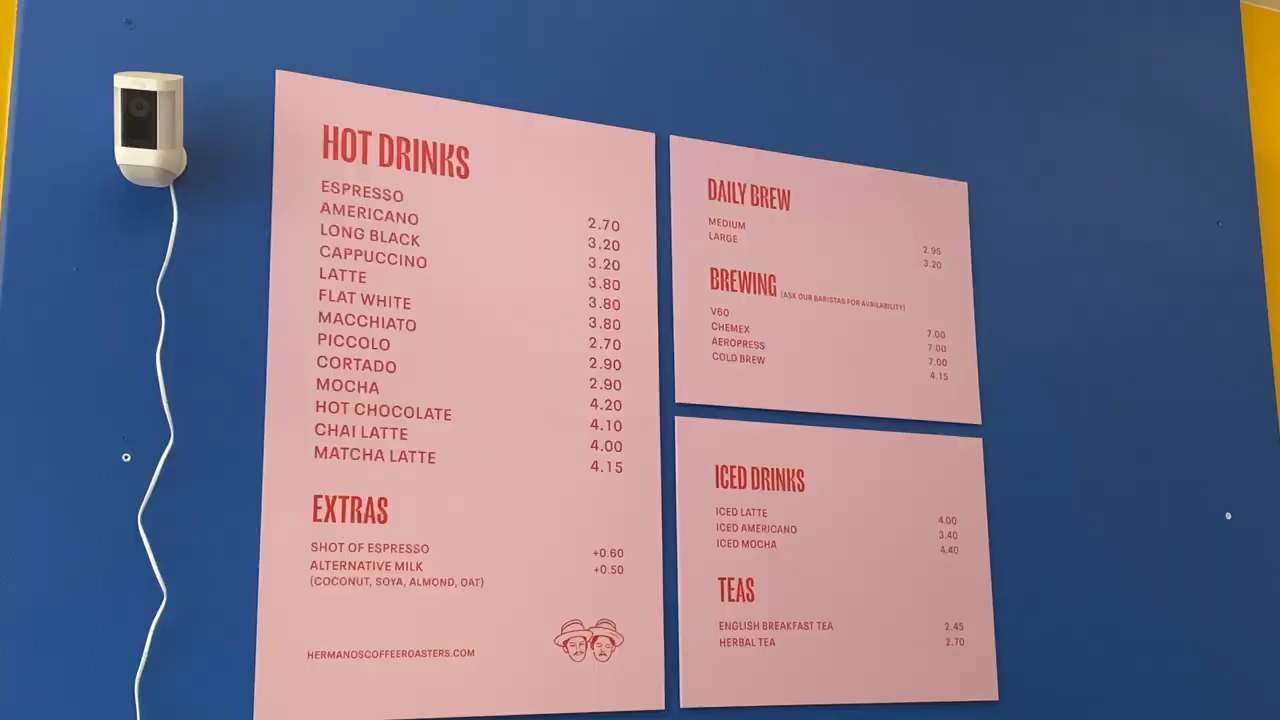 HOT DRINKS
ESPRESSO 2.70
AMERICANO 3.20
LONG BLACK 3.20
CAPPUCCINO 3.80
LATTE 3.80
FLAT WHITE 3.80
MACCHIATO 2.70
PICCOLO 2.90
CORTADO 2.90
MOCHA 4.20
HOT CHOCOLATE 4.10
CHAI LATTE 4.00
MATCHA LATTE 4.15
EXTRAS
SHOT OF ESPRESSO +0.60
ALTERNATIVE MILK +0.50
(COCONUT, SOYA, ALMOND, OAT)
HERMANOSCOFFEEROASTERS.COM
DAILY BREW
MEDIUM 2.95
LARGE 3.20
BREWING (ASK OUR BARISTAS FOR AVAILABILITY)
V60 7.00
CHEMEX 7.00
AEROPRESS 7.00
COLD BREW 4.15
ICED DRINKS
ICED LATTE 4.00
ICED AMERICANO 3.40
ICED MOCHA 4.40
TEAS
ENGLISH BREAKFAST TEA 2.45
HERBAL TEA 2.70